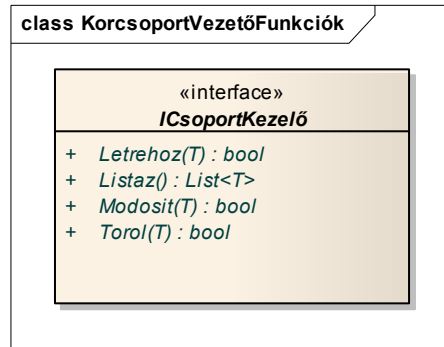 class KorcsoportVezetőFunkciók
«interface»
ICsoportKezelő
+ Letrehoz(T) : bool
+ Listaz() : List<T>
+ Modosit(T) : bool
+ Torol(T) : bool